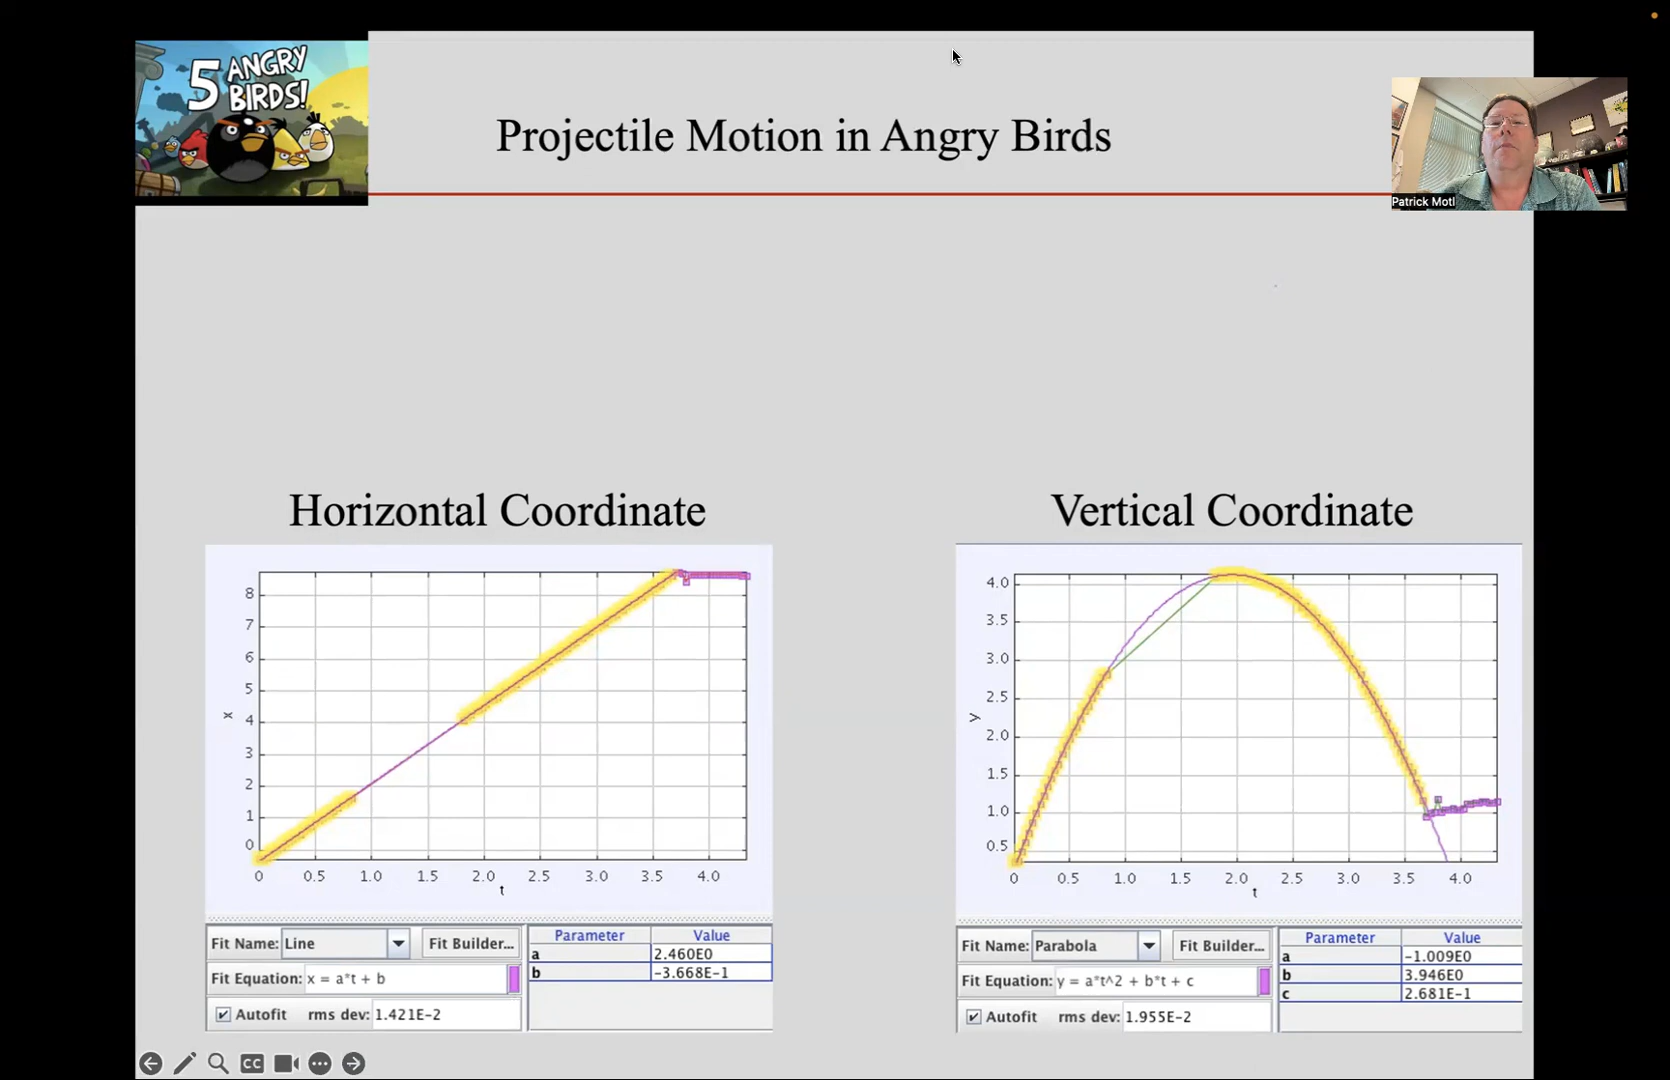 5 ANGRY
BIRDS!
Projectile Motion in Angry Birds
Patrick Motl
Horizontal Coordinate
Vertical Coordinate
8
7
6
5
4
3
2
1
0
x
0 0.5 1.0 1.5 2.0 2.5 3.0 3.5 4.0
t
4.0
3.5
3.0
2.5
2.0
1.5
1.0
0.5
y
0 0.5 1.0 1.5 2.0 2.5 3.0 3.5 4.0
t
Fit Name: Line Fit Builder...
Fit Equation: x = a*t + b
Autofit rms dev: 1.421E-2
Parameter Value
a 2.460E0
b -3.668E-1
Fit Name: Parabola Fit Builder...
Fit Equation: y = a*t^2 + b*t + c
Autofit rms dev: 1.955E-2
Parameter Value
a -1.009E0
b 3.946E0
c 2.681E-1
CC